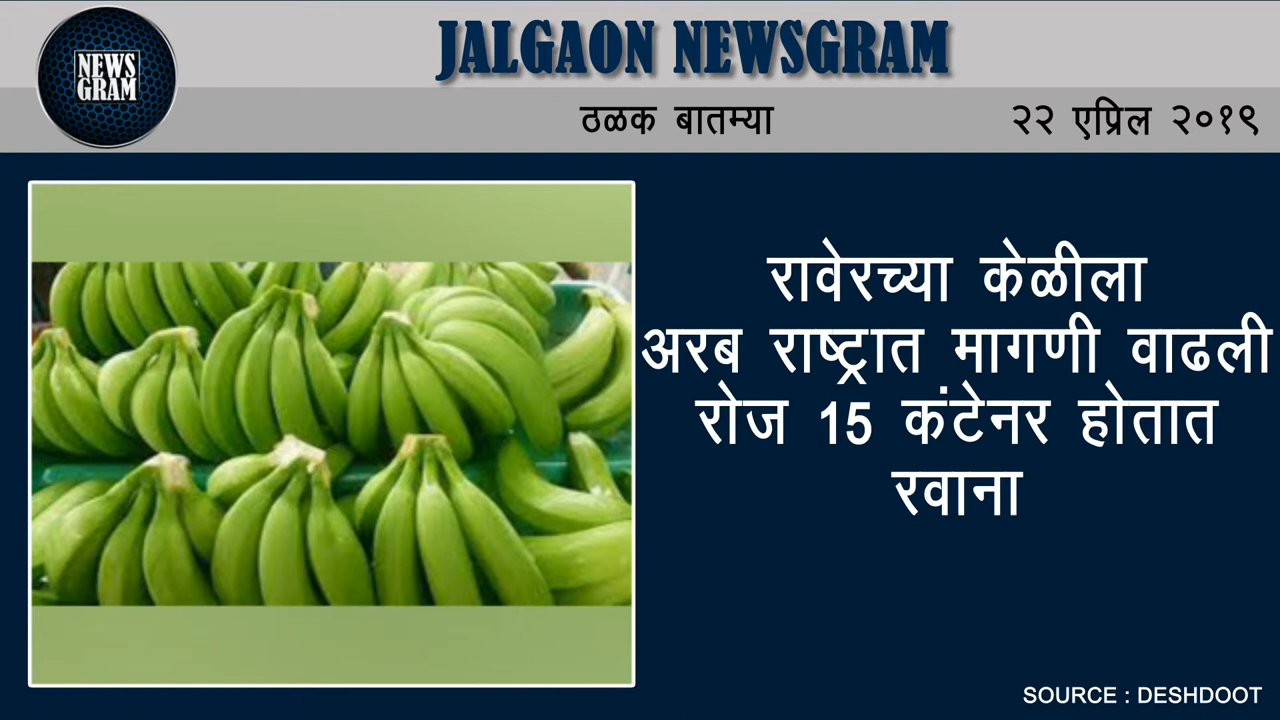 NEWS
GRAM
JALGAON NEWSGRAM
ठळक बातम्या
२२ एप्रिल २०१९
रावेरच्या केळीला
अरब राष्ट्रात मागणी वाढली
रोज 15 कंटेनर होतात
रवाना
SOURCE : DESHDOOT